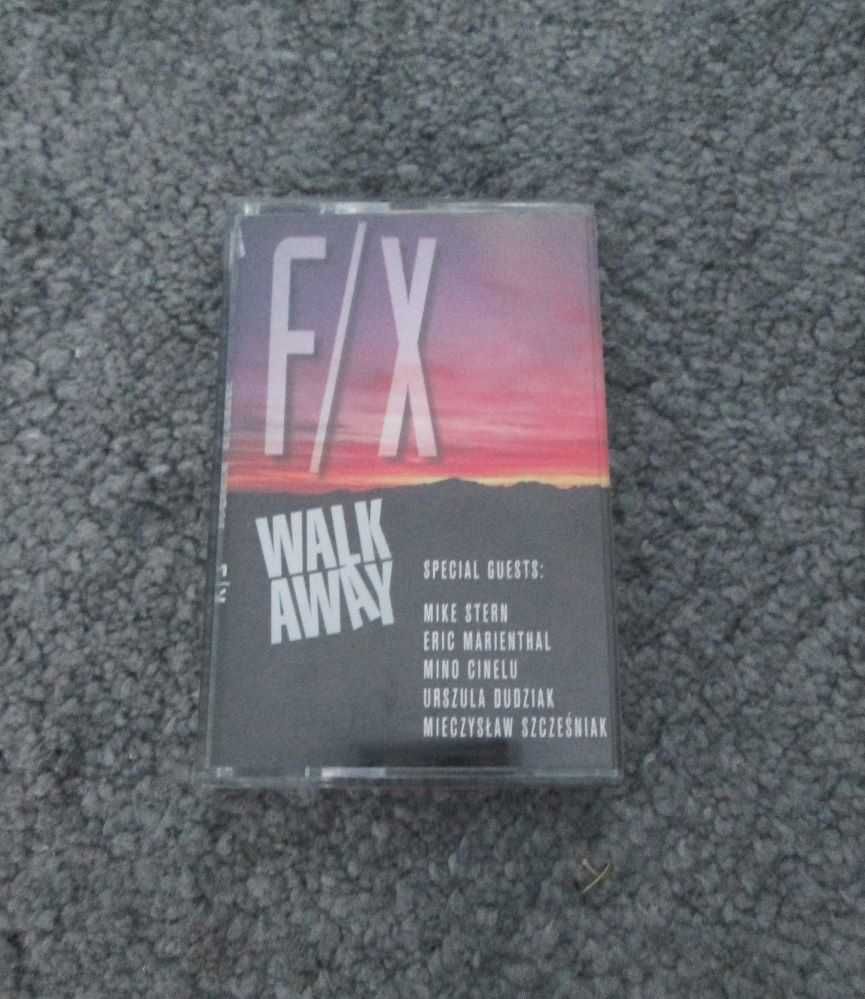 F/X
WALK
AWAY
SPECIAL GUESTS:
MIKE STERN
ERIC MARIENTHAL
MINO CINELU
URSZULA DUDZIAK
MIECZYSŁAW SZCZEŚNIAK